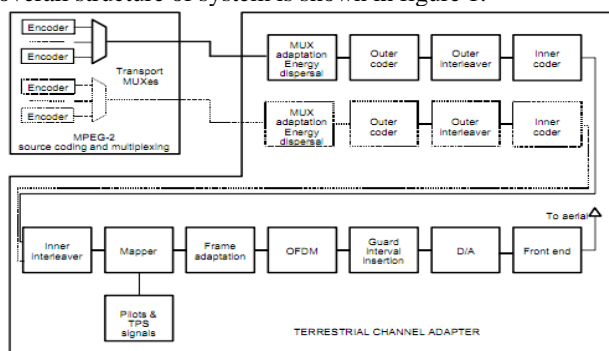 overall structure of system is shown in figure 1.
Encoder
Encoder
Transport
MUXes
Encoder
Encoder
MPEG-2
source coding and multiplexing
MUX
adaptation
Energy
dispersal
Outer
coder
Outer
interleaver
Inner
coder
MUX
adaptation
Energy
dispersal
Outer
coder
Outer
interleaver
Inner
coder
To aerial
Inner
interleaver
Mapper
Frame
adaptation
OFDM
Guard
interval
insertion
D/A
Front end
Pilots &
TPS
signals
TERRESTRIAL CHANNEL ADAPTER